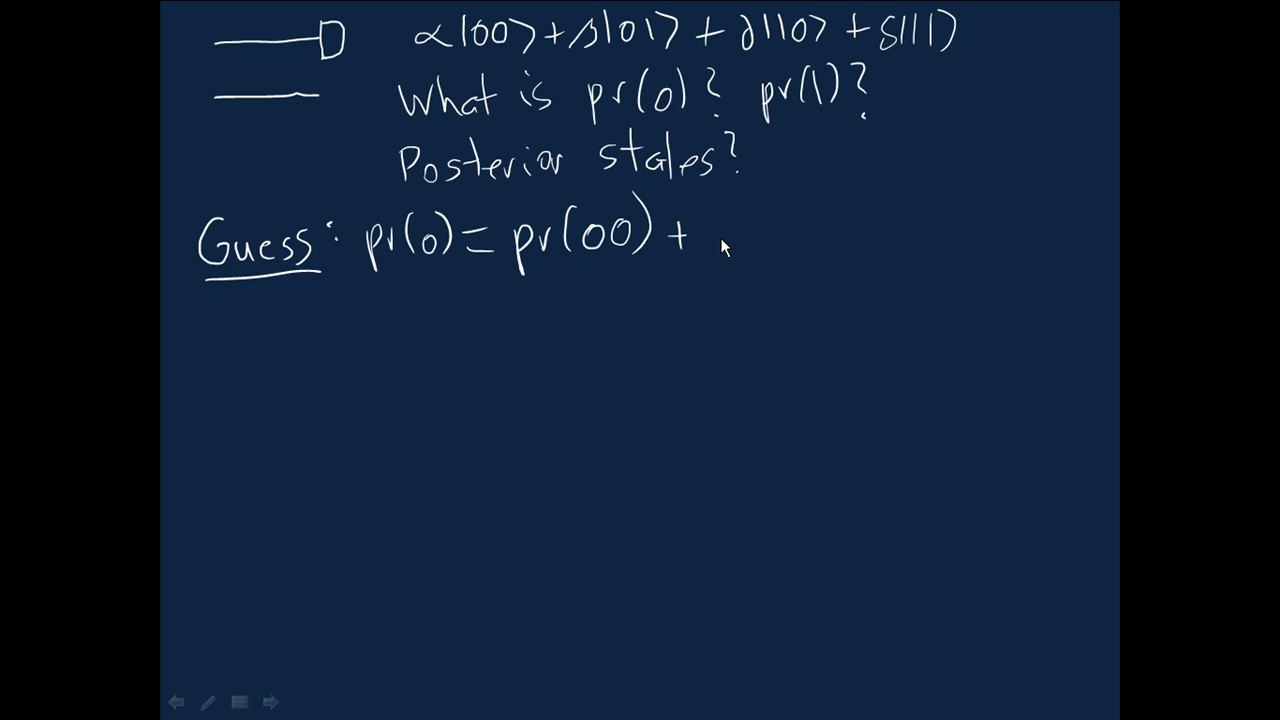 α|00> + β|01> + γ|10> + δ|11>
What is pr(0)? pr(1)?
Posterior states?
Guess: pr(0) = pr(00) +